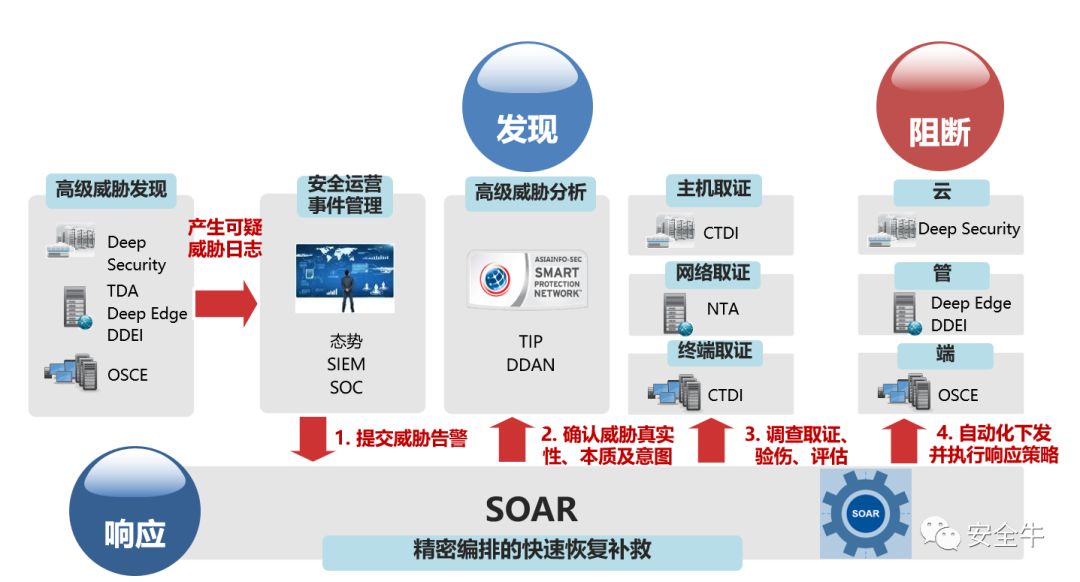 发现
阻断
高级威胁发现
Deep
Security
TDA
Deep Edge
DDEI
OSCE
产生可疑
威胁日志
安全运营
事件管理
态势
SIEM
SOC
高级威胁分析
ASIAINFO-SEC
SMART
PROTECTION
NETWORK™
TIP
DDAN
主机取证
CTDI
网络取证
NTA
终端取证
CTDI
云
Deep Security
管
Deep Edge
DDEI
端
OSCE
1. 提交威胁告警
2. 确认威胁真实
性、本质及意图
3. 调查取证、
验伤、评估
4. 自动化下发
并执行响应策略
响应
SOAR
精密编排的快速恢复补救
SOAR
安全牛